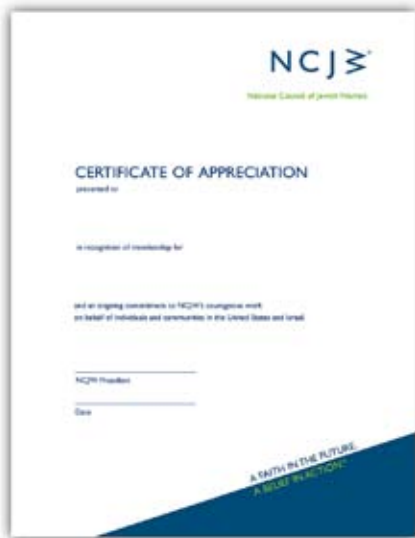 NCJW
National Council of Jewish Women
CERTIFICATE OF APPRECIATION
presented to
in recognition of membership for
and an ongoing commitment to NCJW's courageous work
on behalf of individuals and communities in the United States and Israel.
NCJW President
Date
A FAITH IN THE FUTURE.
A BELIEF IN ACTION.®